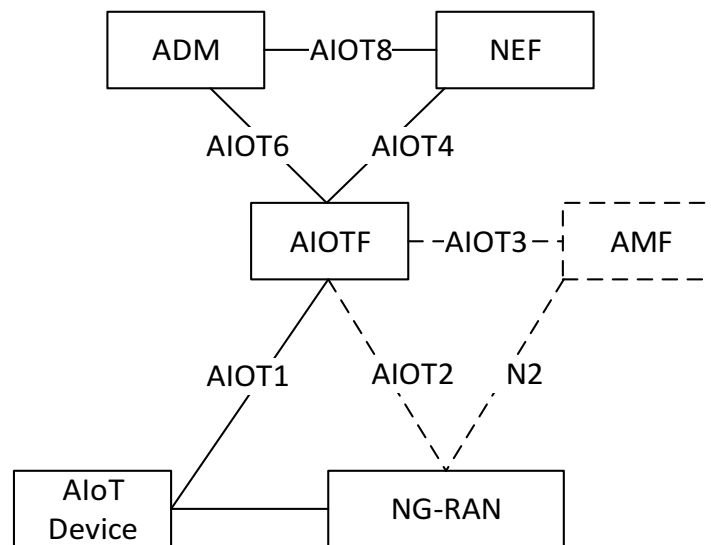 ADM
AIOT8
NEF
AIOT6
AIOT4
AIOTF
AIOT3
AMF
AIOT1
AIOT2
N2
AIoT
Device
NG-RAN